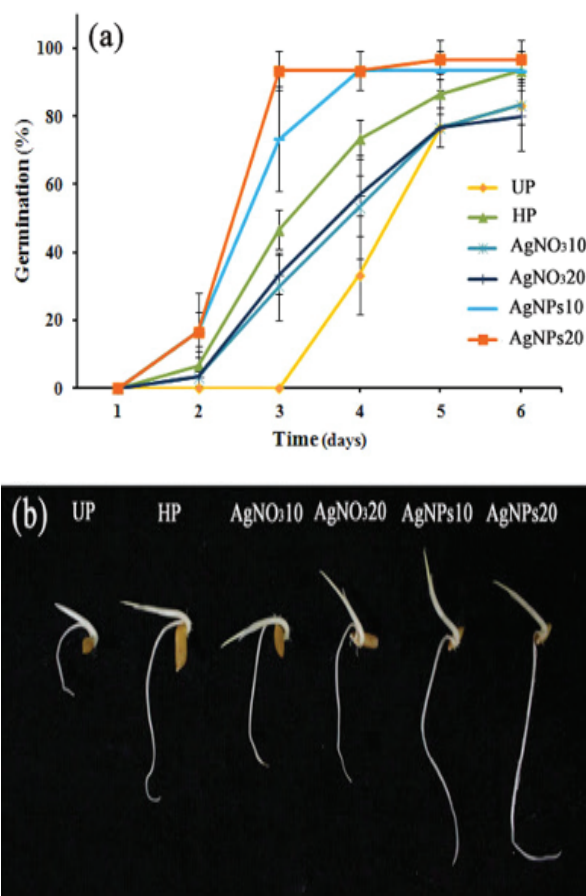 (a)
Germination (%)
100
80
60
40
20
0
UP
HP
AgNO₃10
AgNO₃20
AgNPs10
AgNPs20
1 2 3 4 5 6
Time (days)
(b)
UP HP AgNO₃10 AgNO₃20 AgNPs10 AgNPs20